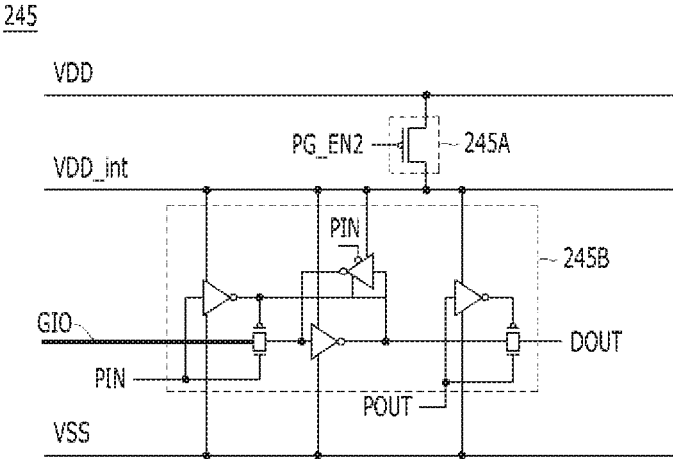 245
VDD
PG_EN2
245A
VDD_int
PIN
245B
GIO
DOUT
PIN
POUT
VSS